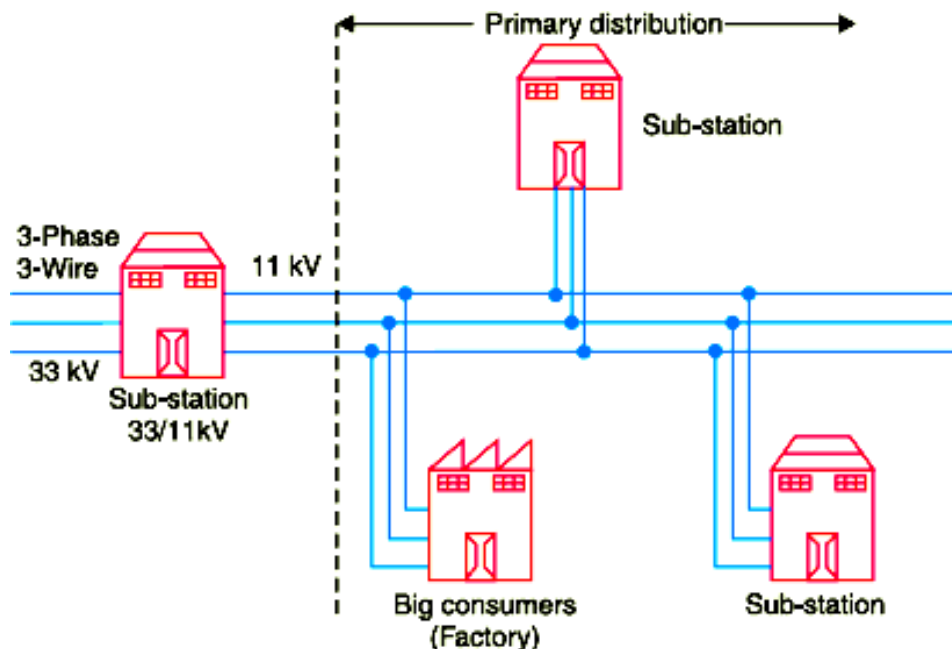 Primary distribution
Sub-station
3-Phase
3-Wire
11 kV
33 kV
Sub-station
33/11kV
Big consumers
(Factory)
Sub-station